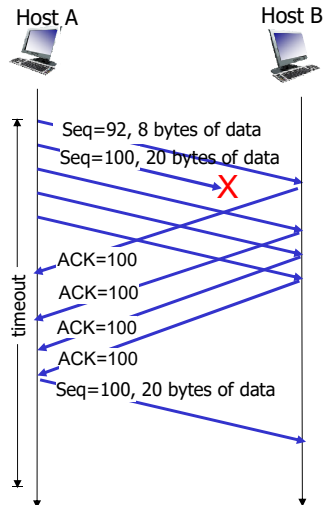 Host A
Host B
Seq=92, 8 bytes of data
Seq=100, 20 bytes of data
X
timeout
ACK=100
ACK=100
ACK=100
ACK=100
Seq=100, 20 bytes of data